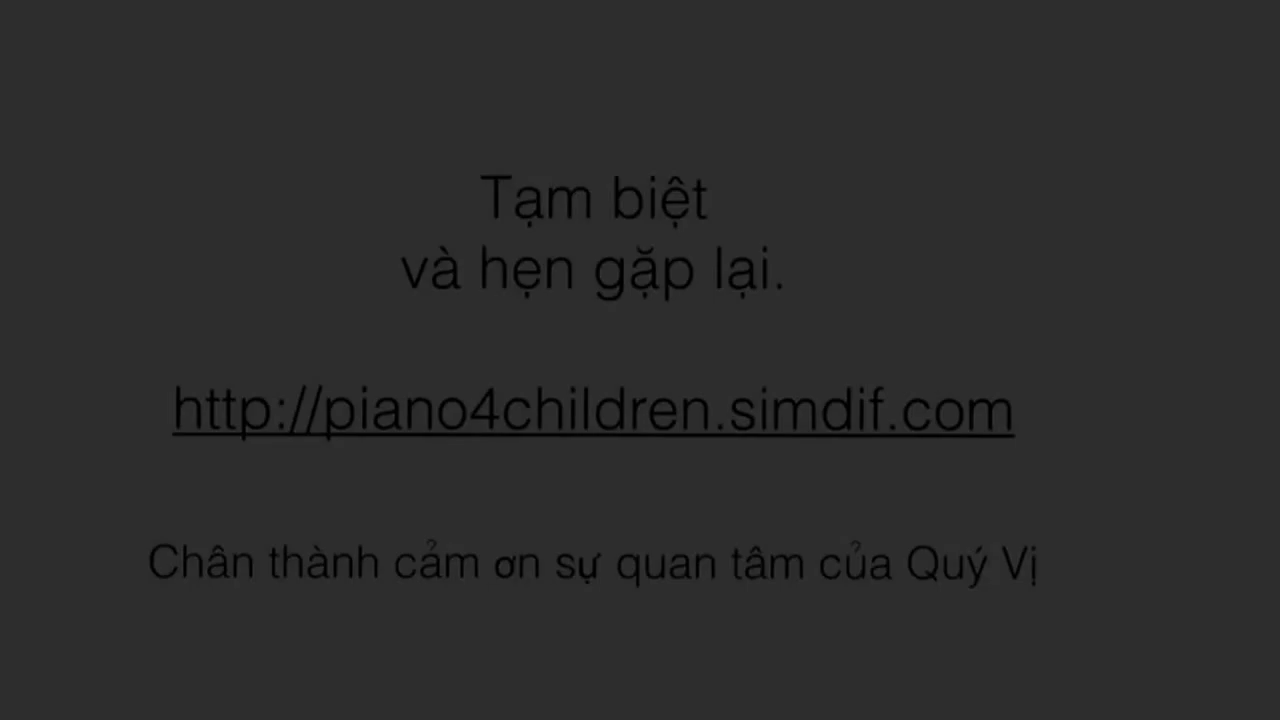 Tạm biệt
và hẹn gặp lại.
http://piano4children.simdif.com
Chân thành cảm ơn sự quan tâm của Quý Vị